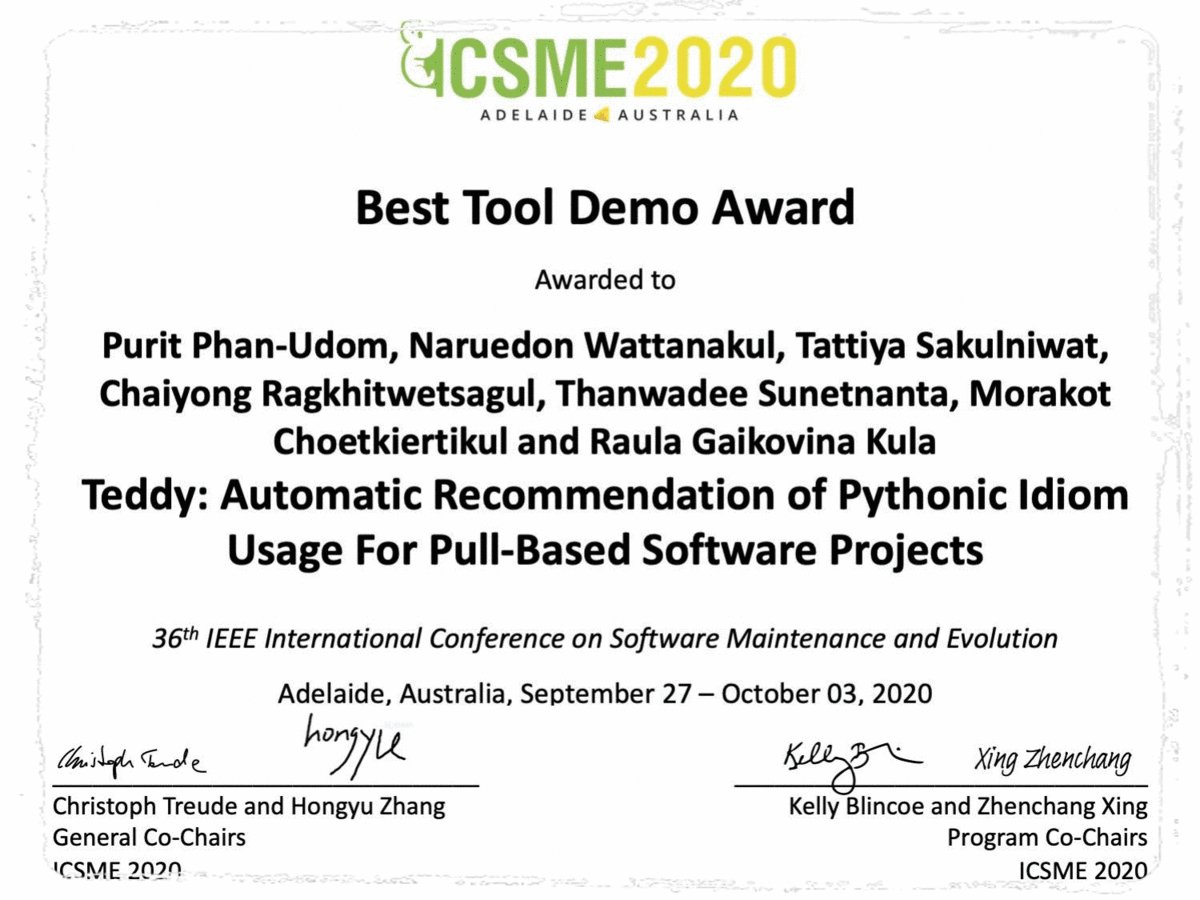 ICSME2020
ADELAIDE AUSTRALIA
Best Tool Demo Award
Awarded to
Purit Phan-Udom, Naruedon Wattanakul, Tattiya Sakulniwat,
Chaiyong Ragkhitwetsagul, Thanwadee Sunetnanta, Morakot
Choetkiertikul and Raula Gaikovina Kula
Teddy: Automatic Recommendation of Pythonic Idiom
Usage For Pull-Based Software Projects
36th IEEE International Conference on Software Maintenance and Evolution
Adelaide, Australia, September 27 – October 03, 2020
Christoph Treude hongyu Kelly B Xing Zhenchang
Christoph Treude and Hongyu Zhang
General Co-Chairs
ICSME 2020
Kelly Blincoe and Zhenchang Xing
Program Co-Chairs
ICSME 2020